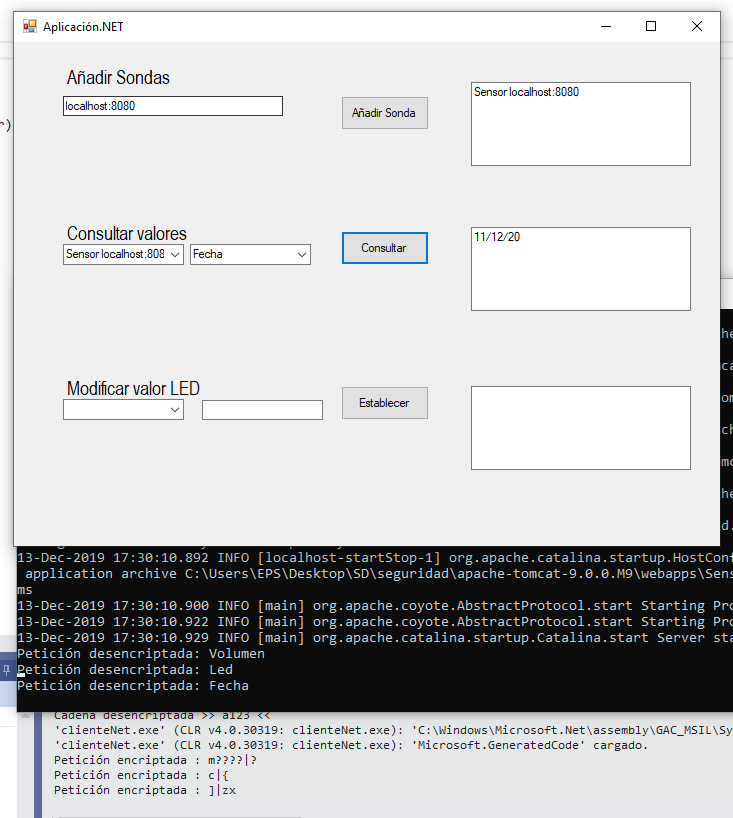 Aplicación.NET
Añadir Sondas
localhost:8080
Añadir Sonda
Sensor localhost:8080
r)
Consultar valores
Sensor localhost:808
Fecha
Consultar
11/12/20
Modificar valor LED
Establecer
13-Dec-2019 17:30:10.892 INFO [localhost-startStop-1] org.apache.catalina.startup.HostConf
application archive C:\Users\EPS\Desktop\SD\seguridad\apache-tomcat-9.0.0.M9\webapps\Sens
ms
13-Dec-2019 17:30:10.900 INFO [main] org.apache.coyote.AbstractProtocol.start Starting Pro
13-Dec-2019 17:30:10.922 INFO [main] org.apache.coyote.AbstractProtocol.start Starting Pro
13-Dec-2019 17:30:10.929 INFO [main] org.apache.catalina.startup.Catalina.start Server sta
Petición desencriptada: Volumen
Petición desencriptada: Led
Petición desencriptada: Fecha
Cadena desencriptada >> a123 <<
'clienteNet.exe' (CLR v4.0.30319: clienteNet.exe): 'C:\Windows\Microsoft.Net\assembly\GAC_MSIL\Sy
'clienteNet.exe' (CLR v4.0.30319: clienteNet.exe): 'Microsoft.GeneratedCode' cargado.
Petición encriptada : m????|?
Petición encriptada : c|{
Petición encriptada : ]|zx